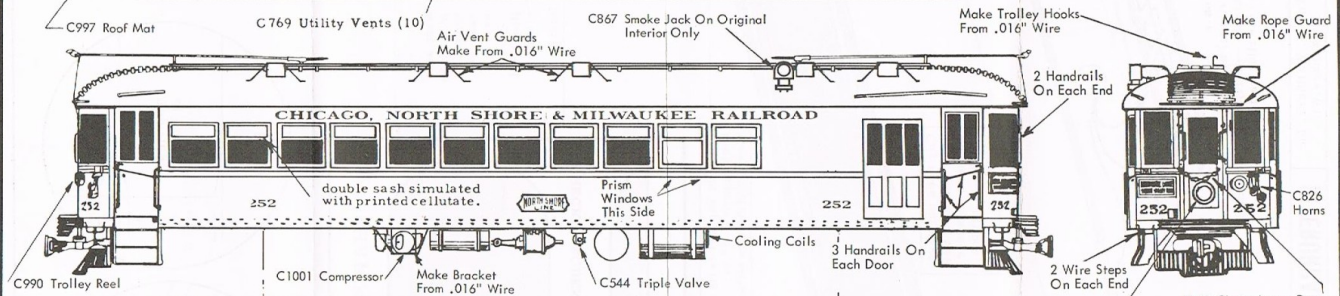 C997 Roof Mat
C769 Utility Vents (10)
Air Vent Guards
Make From .016" Wire
C867 Smoke Jack On Original
Interior Only
Make Trolley Hooks
From .016" Wire
Make Rope Guard
From .016" Wire
2 Handrails
On Each End
CHICAGO, NORTH SHORE & MILWAUKEE RAILROAD
double sash simulated
with printed cellutate.
Prism
Windows
This Side
252
252
NORTH SHORE
LINE
252
252
252
252
C826
Horns
Cooling Coils
3 Handrails On
Each Door
C990 Trolley Reel
C1001 Compressor
Make Bracket
From .016" Wire
C544 Triple Valve
2 Wire Steps
On Each End